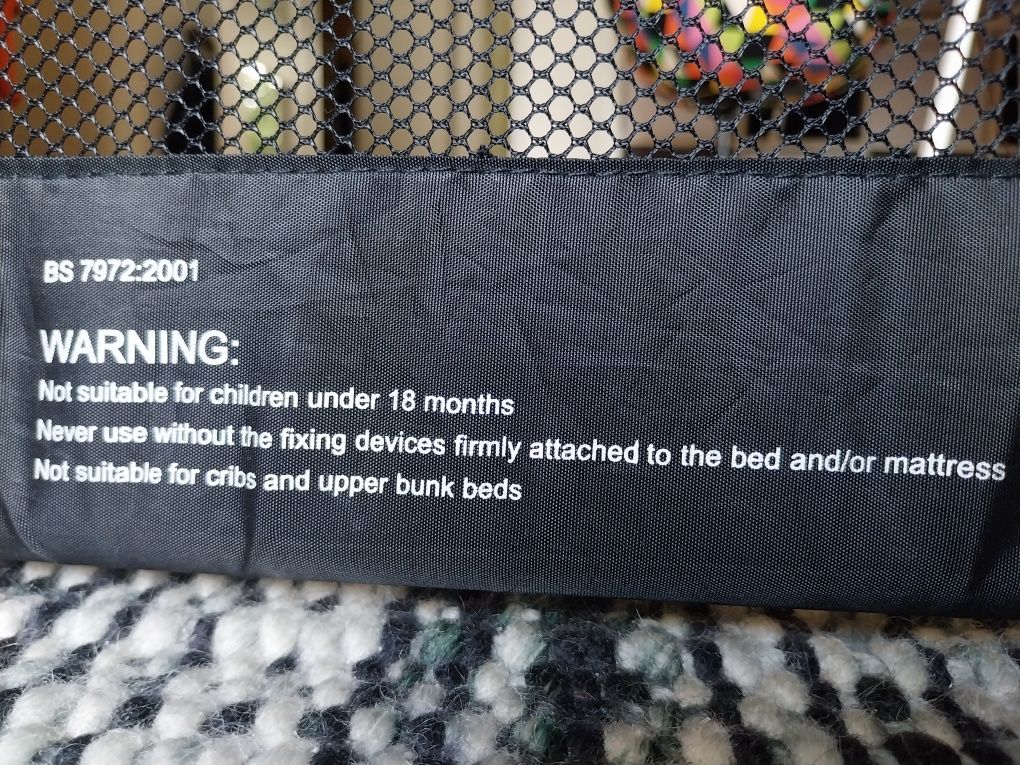 BS 7972:2001
WARNING:
Not suitable for children under 18 months
Never use without the fixing devices firmly attached to the bed and/or mattress
Not suitable for cribs and upper bunk beds